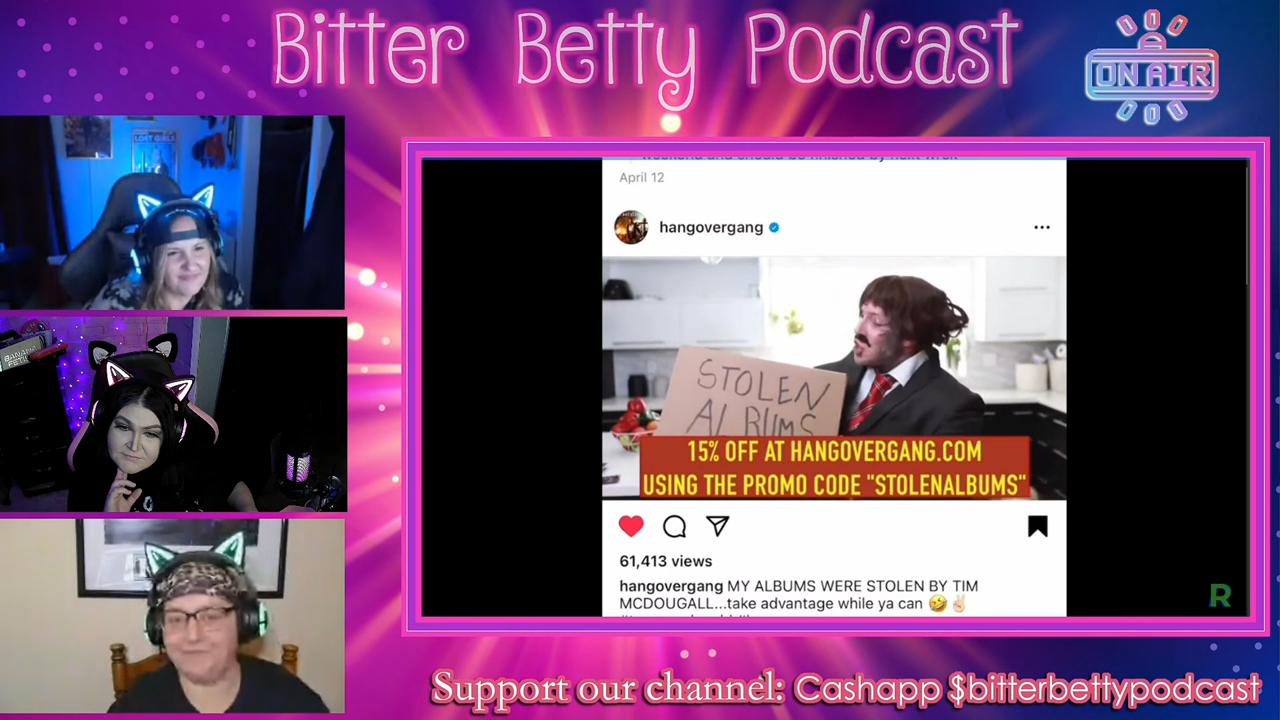 Bitter Betty Podcast
ON AIR
LOST GIRLS
April 12
hangovergang
STOLEN
ALBUMS
15% OFF AT HANGOVERGANG.COM
USING THE PROMO CODE "STOLENALBUMS"
61,413 views
hangovergang MY ALBUMS WERE STOLEN BY TIM
MCDOUGALL...take advantage while ya can 🤣✌🏻
R
Support our channel: Cashapp $bitterbettypodcast